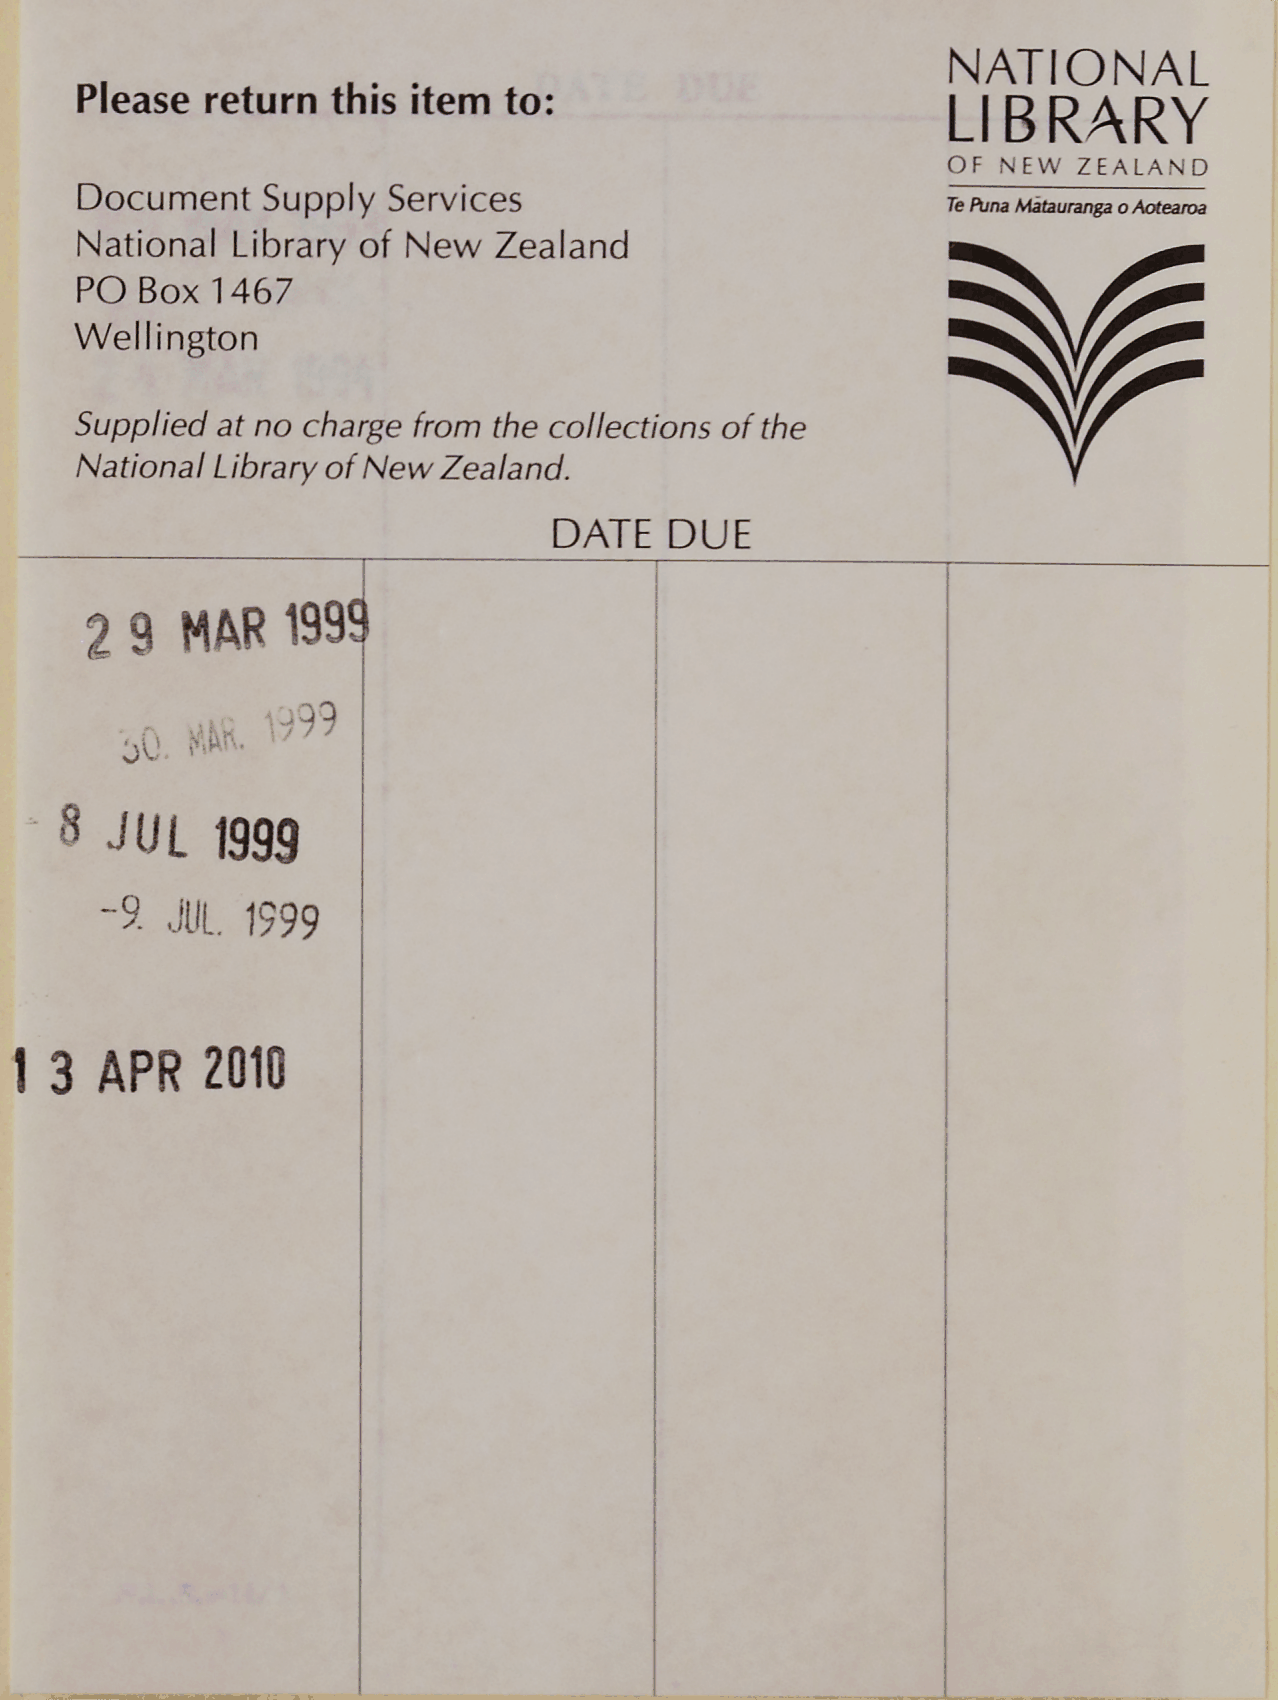 Please return this item to:
Document Supply Services
National Library of New Zealand
PO Box 1467
Wellington
Supplied at no charge from the collections of the
National Library of New Zealand.
NATIONAL
LIBRARY
OF NEW ZEALAND
Te Puna Mātauranga o Aotearoa
DATE DUE
29 MAR 1999
30. MAR. 1999
- 8 JUL 1999
-9. JUL. 1999
13 APR 2010